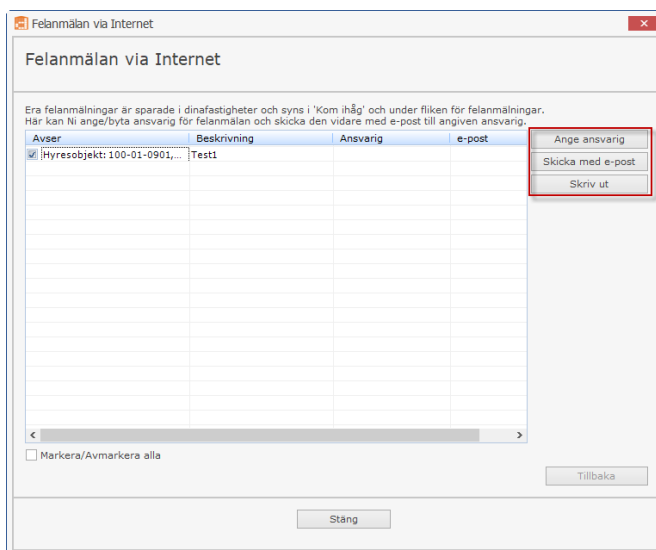 Felanmälan via Internet
Felanmälan via Internet
Era felanmälningar är sparade i dinafastigheter och syns i 'Kom ihåg' och under fliken för felanmälningar.
Här kan Ni ange/byta ansvarig för felanmälan och skicka den vidare med e-post till angiven ansvarig.
Avser Beskrivning Ansvarig e-post
Hyresobjekt: 100-01-0901,... Test1
Ange ansvarig
Skicka med e-post
Skriv ut
Markera/Avmarkera alla
Tillbaka
Stäng